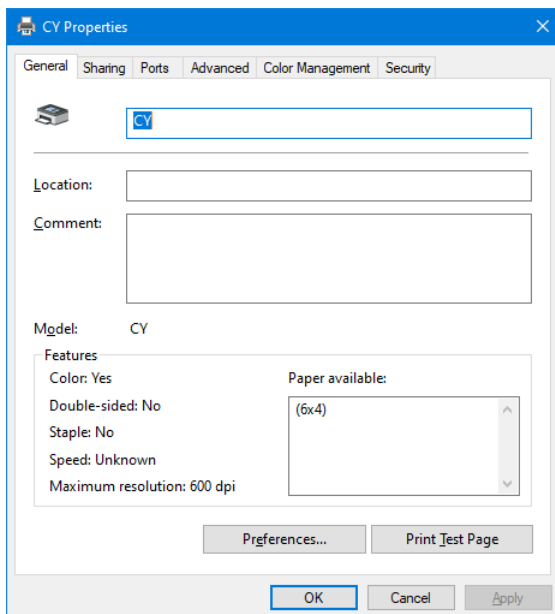 CY Properties
General Sharing Ports Advanced Color Management Security
CY
Location:
Comment:
Model: CY
Features
Color: Yes
Paper available:
Double-sided: No
(6x4)
Staple: No
Speed: Unknown
Maximum resolution: 600 dpi
Preferences... Print Test Page
OK Cancel Apply